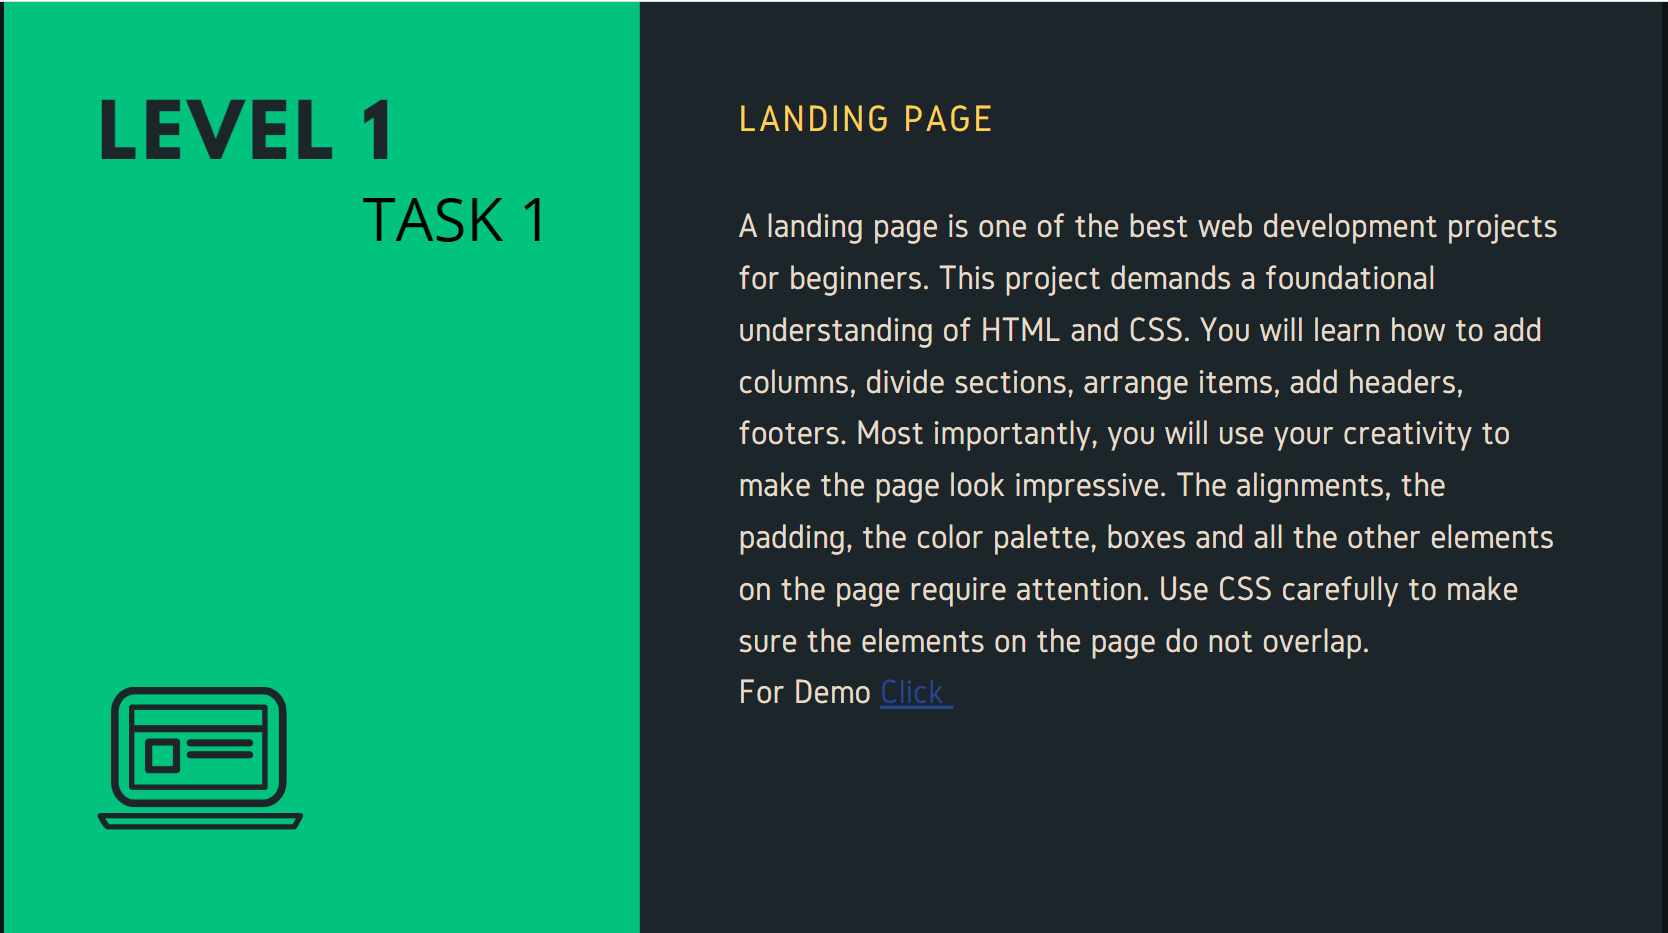 LEVEL 1
TASK 1
LANDING PAGE
A landing page is one of the best web development projects
for beginners. This project demands a foundational
understanding of HTML and CSS. You will learn how to add
columns, divide sections, arrange items, add headers,
footers. Most importantly, you will use your creativity to
make the page look impressive. The alignments, the
padding, the color palette, boxes and all the other elements
on the page require attention. Use CSS carefully to make
sure the elements on the page do not overlap.
For Demo Click